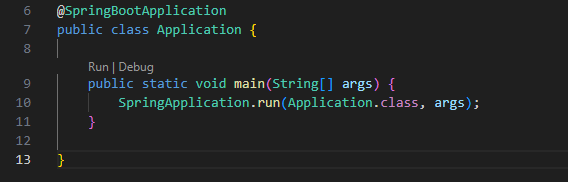 6 @SpringBootApplication
7 public class Application {
8
Run | Debug
9 public static void main(String[] args) {
10 SpringApplication.run(Application.class, args);
11 }
12
13 }